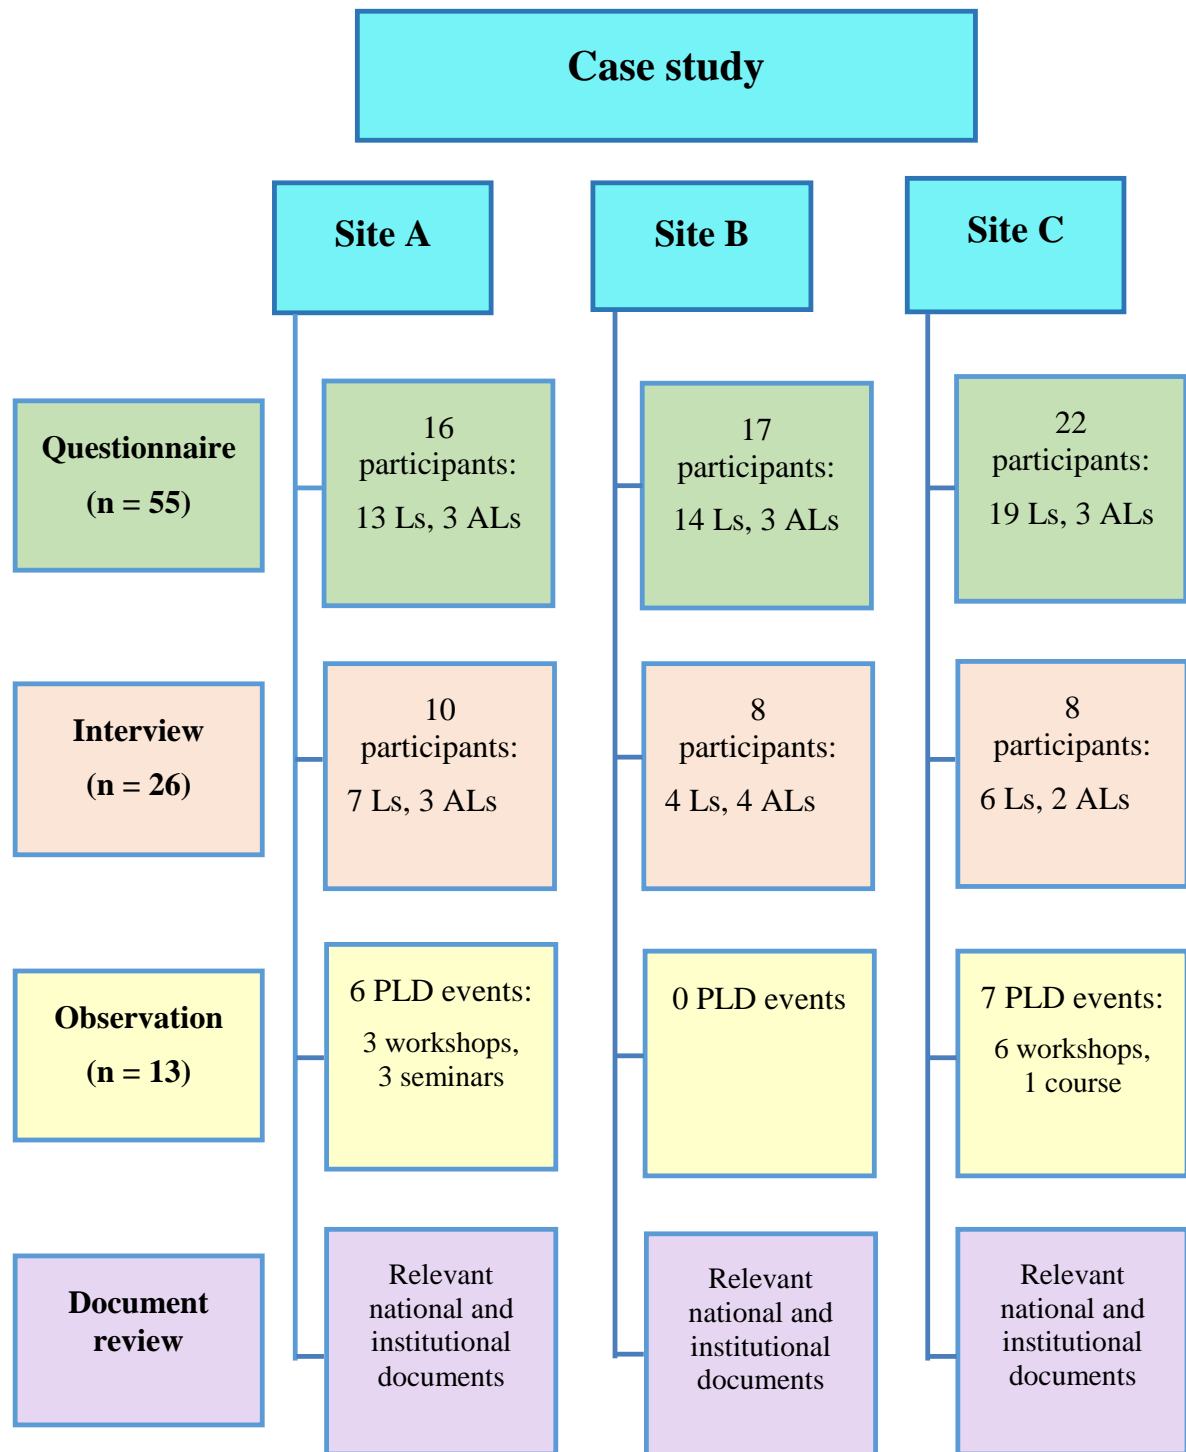 Case study
Site A
Site B
Site C
Questionnaire
(n = 55)
16
participants:
13 Ls, 3 ALs
17
participants:
14 Ls, 3 ALs
22
participants:
19 Ls, 3 ALs
Interview
(n = 26)
10
participants:
7 Ls, 3 ALs
8
participants:
4 Ls, 4 ALs
8
participants:
6 Ls, 2 ALs
Observation
(n = 13)
6 PLD events:
3 workshops,
3 seminars
0 PLD events
7 PLD events:
6 workshops,
1 course
Document
review
Relevant
national and
institutional
documents
Relevant
national and
institutional
documents
Relevant
national and
institutional
documents